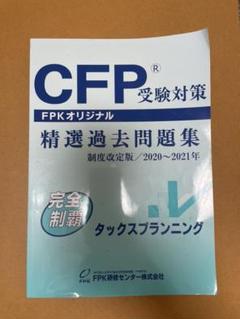 CFP® 受験対策
FPKオリジナル
精選過去問題集
制度改定版／2020～2021年
完全
制覇
タックスプランニング
FPK
FPK研修センター株式会社